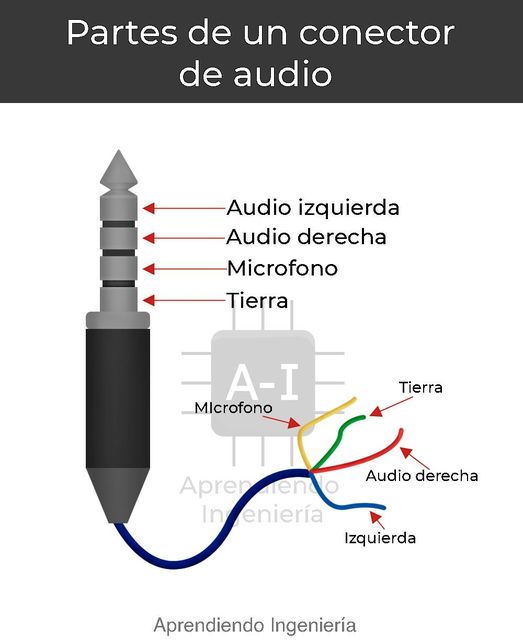 Partes de un conector
de audio
Audio izquierda
Audio derecha
Microfono
Tierra
A-I
MIcrofono
Tierra
Audio derecha
Izquierda
Aprendiendo
Ingeniería
Aprendiendo Ingeniería